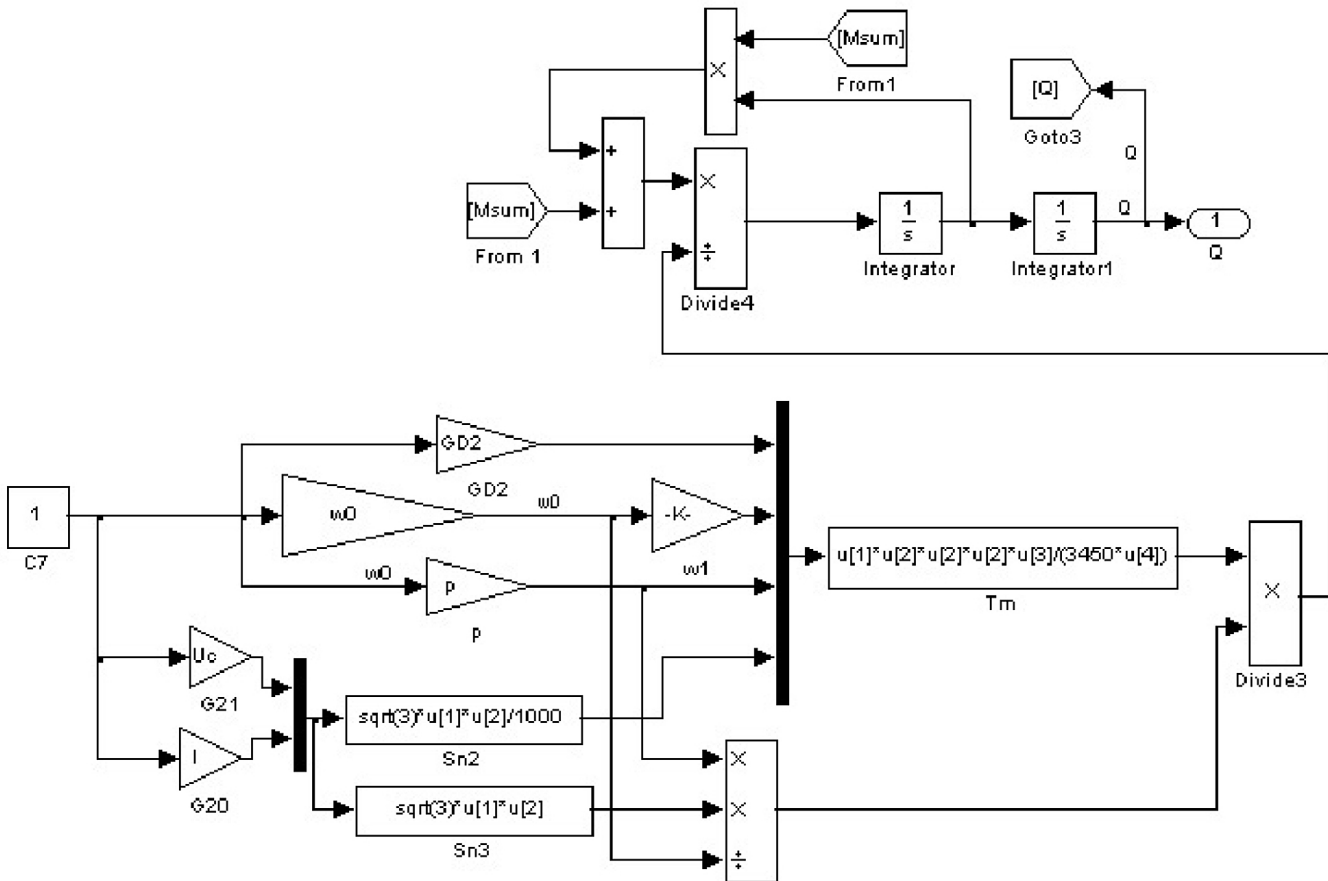 [Msum]
From1
×
[Q]
Goto3
Q
+
+
[Msum]
From 1
×
÷
Divide4
1
s
Integrator
1
s
Integrator1
Q
1
Q
GD2
GD2
1
C7
w0
w0
-K-
w0
p
p
w1
u[1]*u[2]*u[2]*u[2]*u[3]/(3450*u[4])
Tm
×
Divide3
Uc
G21
I
G20
sqrt(3)*u[1]*u[2]/1000
Sn2
sqrt(3)*u[1]*u[2]
Sn3
×
×
÷